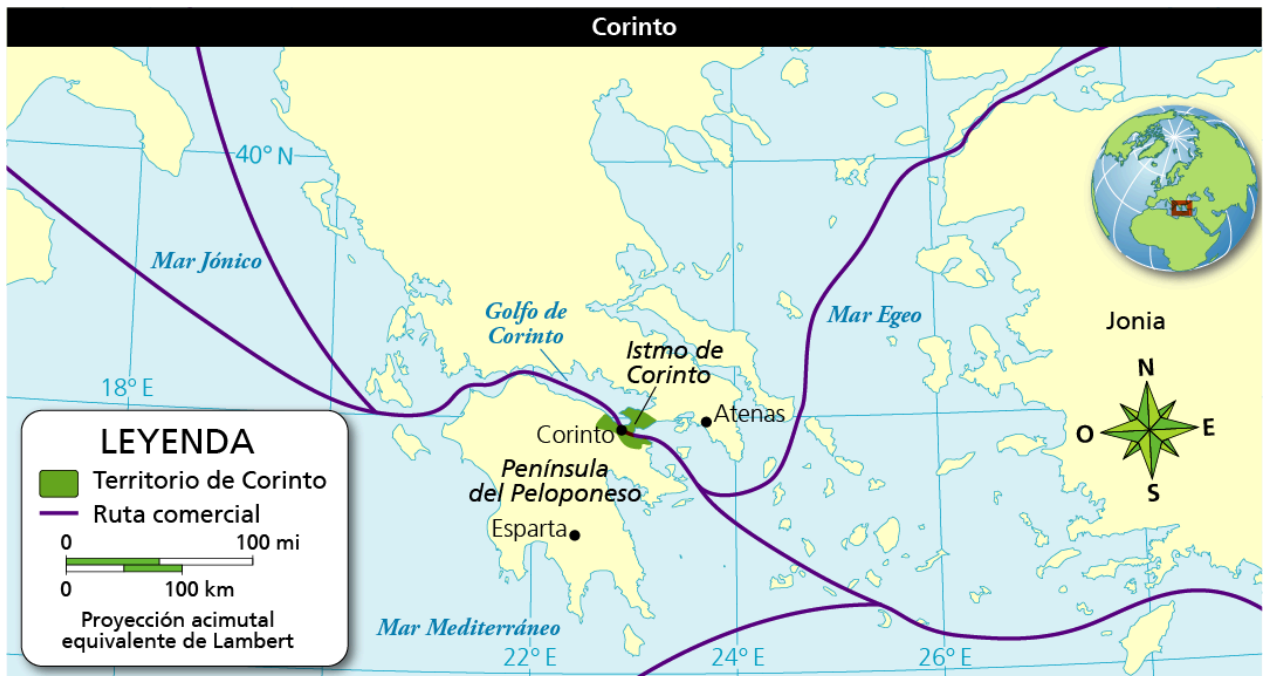 Corinto
40° N
Mar Jónico
18° E
Golfo de
Corinto
Istmo de
Corinto
Mar Egeo
Jonia
Atenas
Corinto
Península
del Peloponeso
Esparta
Mar Mediterráneo
22° E
24° E
26° E
N
O
E
S
LEYENDA
Territorio de Corinto
Ruta comercial
0 100 mi
0 100 km
Proyección acimutal
equivalente de Lambert